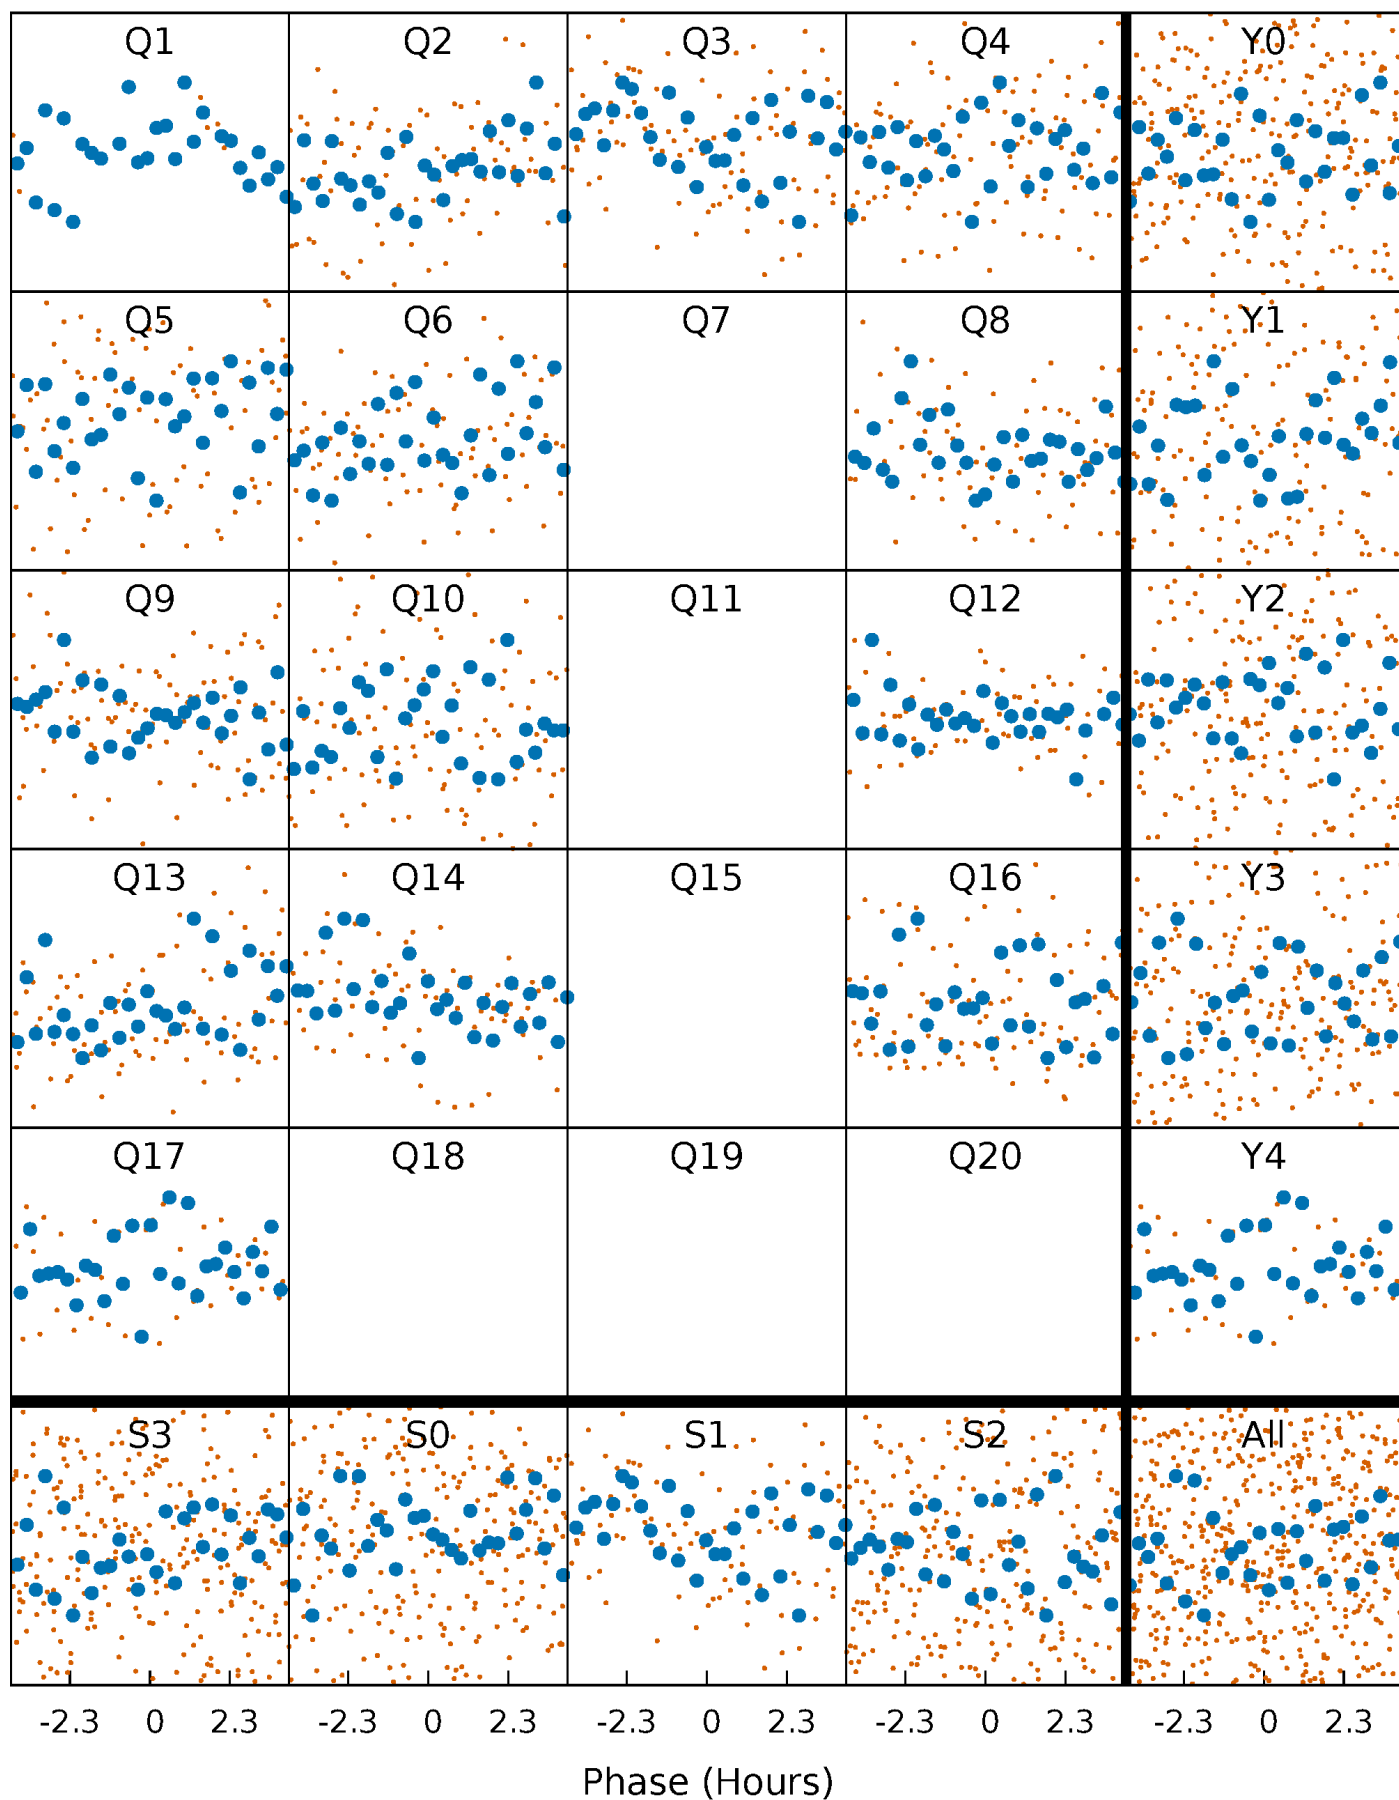 Q1 Q2 Q3 Q4 Y0
Q5 Q6 Q7 Q8 Y1
Q9 Q10 Q11 Q12 Y2
Q13 Q14 Q15 Q16 Y3
Q17 Q18 Q19 Q20 Y4
S3 S0 S1 S2 All
-2.3 0 2.3 -2.3 0 2.3 -2.3 0 2.3 -2.3 0 2.3 -2.3 0 2.3
Phase (Hours)